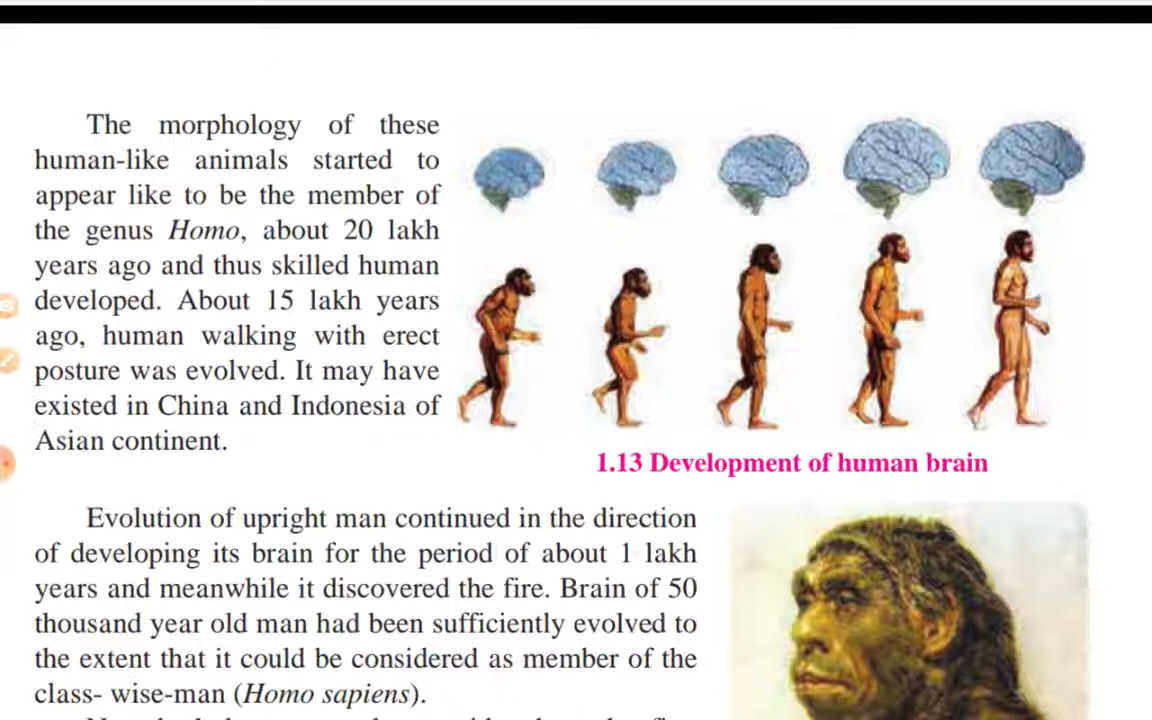 The morphology of these
human-like animals started to
appear like to be the member of
the genus Homo, about 20 lakh
years ago and thus skilled human
developed. About 15 lakh years
ago, human walking with erect
posture was evolved. It may have
existed in China and Indonesia of
Asian continent.
1.13 Development of human brain
Evolution of upright man continued in the direction
of developing its brain for the period of about 1 lakh
years and meanwhile it discovered the fire. Brain of 50
thousand year old man had been sufficiently evolved to
the extent that it could be considered as member of the
class- wise-man (Homo sapiens).